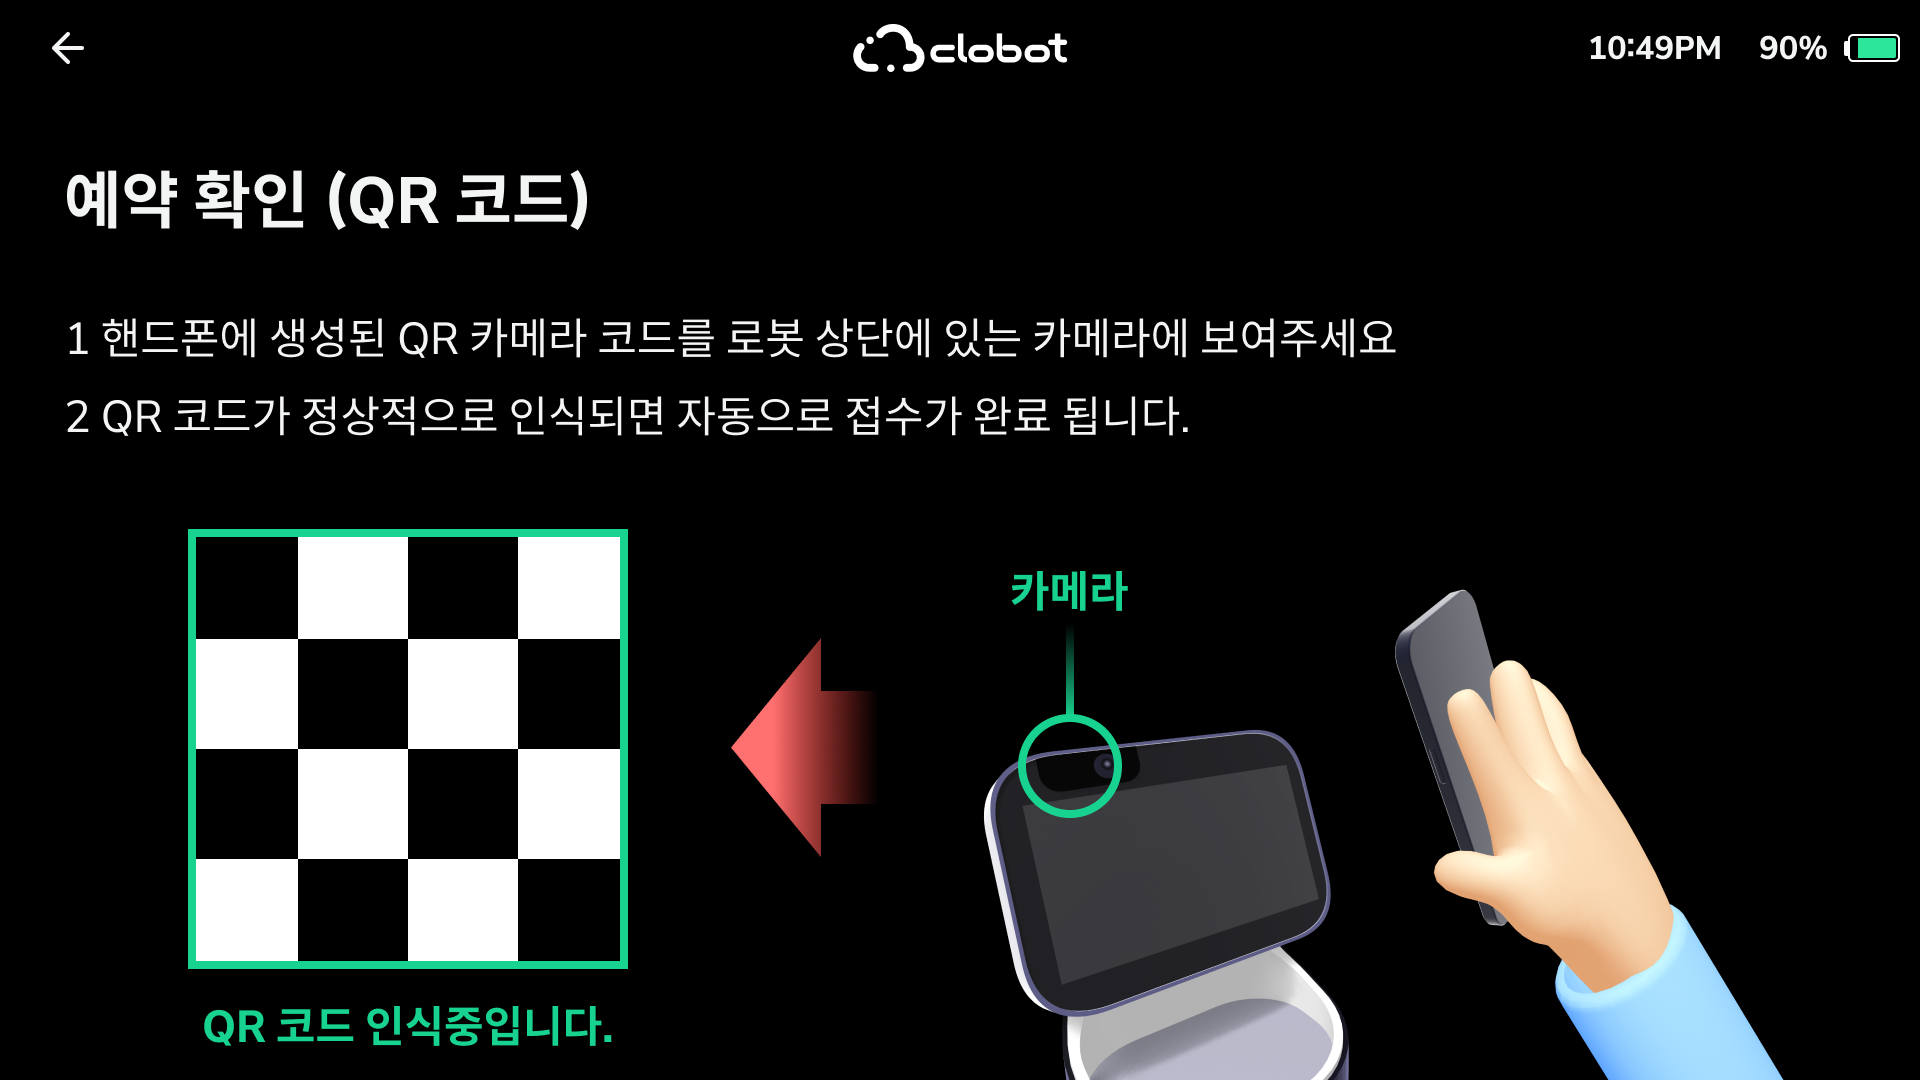 clobot
10:49PM 90%
예약 확인 (QR 코드)
1 핸드폰에 생성된 QR 카메라 코드를 로봇 상단에 있는 카메라에 보여주세요
2 QR 코드가 정상적으로 인식되면 자동으로 접수가 완료 됩니다.
카메라
QR 코드 인식중입니다.